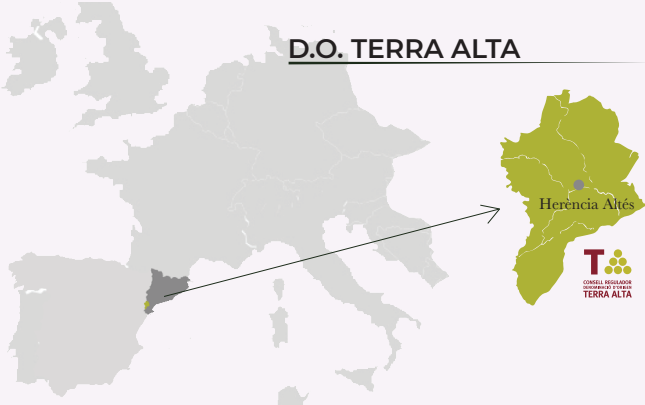 D.O. TERRA ALTA
Herència Altés
T
CONSELL REGULADOR
DENOMINACIÓ D'ORIGEN
TERRA ALTA